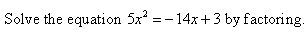 Solve the equation 5x² = – 14x + 3 by factoring.